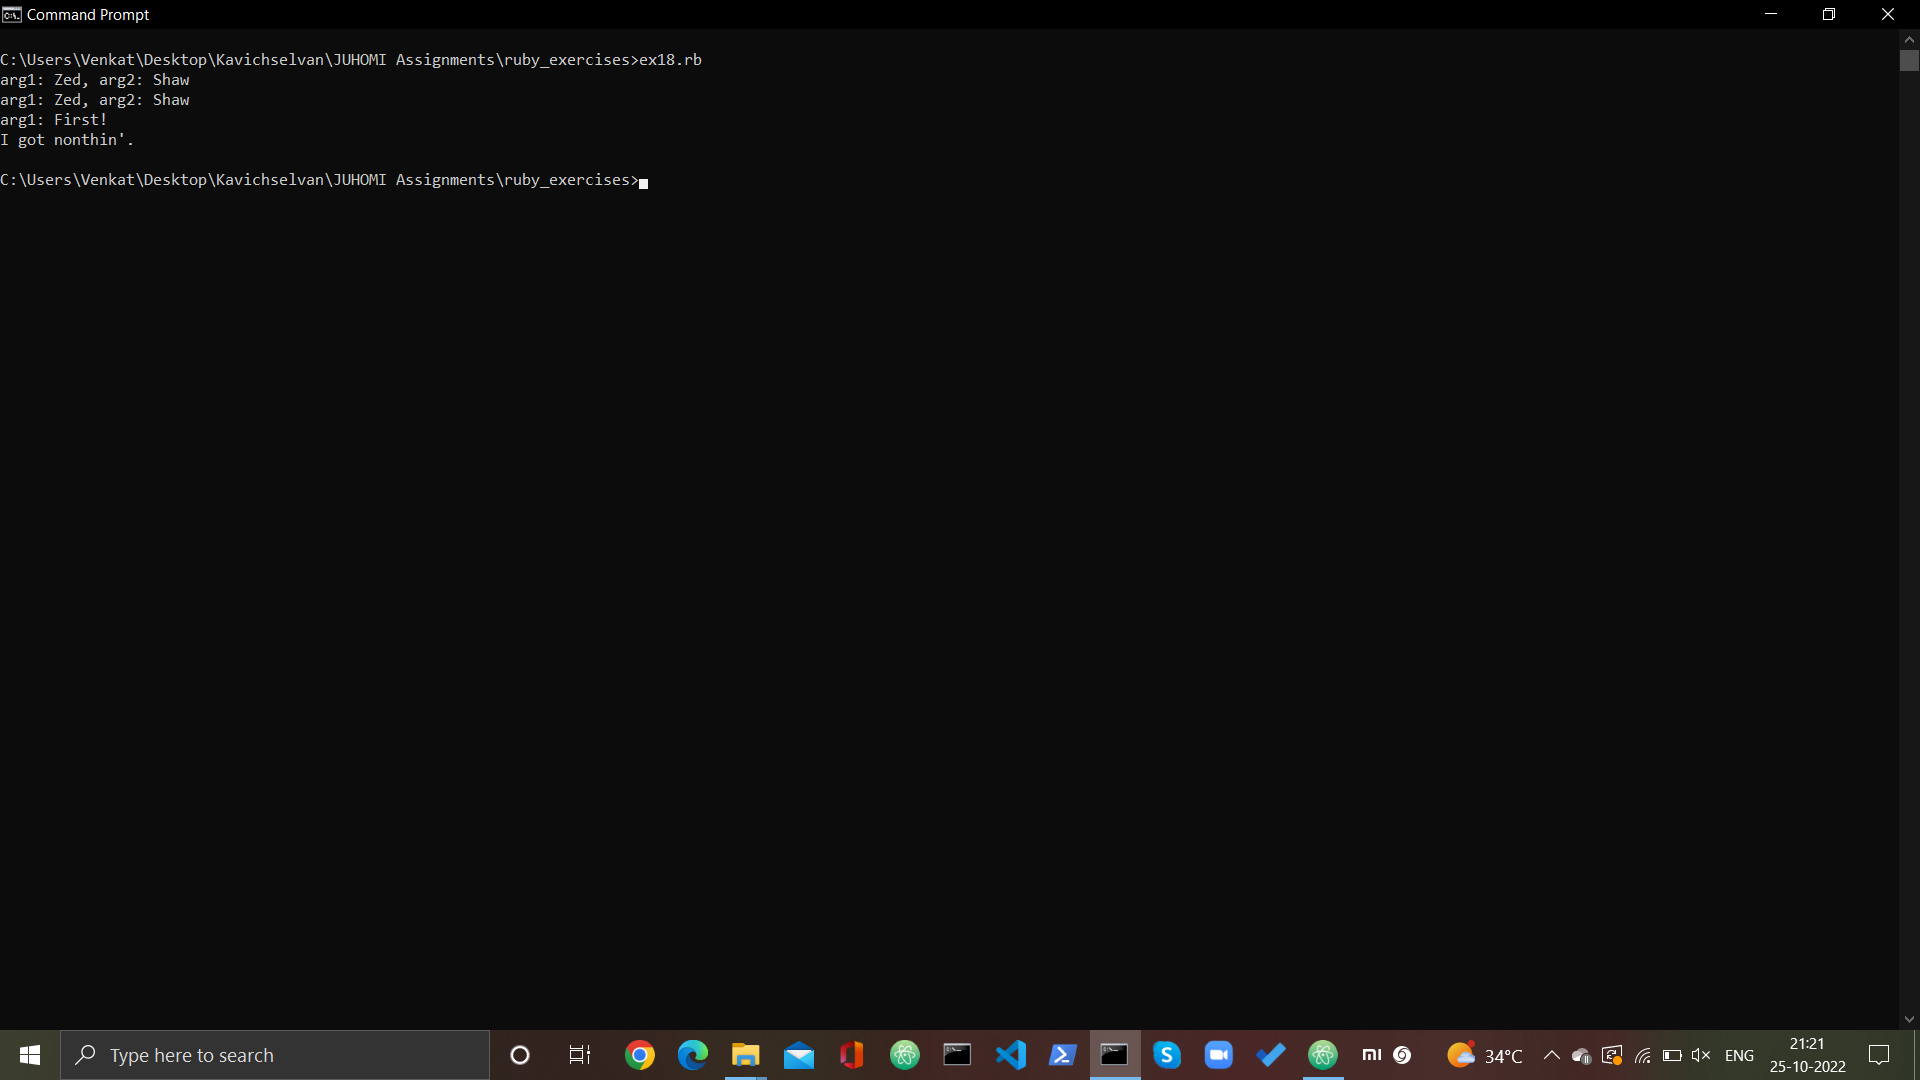 Command Prompt
C:\Users\Venkat\Desktop\Kavichselvan\JUHOMI Assignments\ruby_exercises>ex18.rb
arg1: Zed, arg2: Shaw
arg1: Zed, arg2: Shaw
arg1: First!
I got nonthin'.
C:\Users\Venkat\Desktop\Kavichselvan\JUHOMI Assignments\ruby_exercises>
Type here to search
34°C
ENG
21:21
25-10-2022